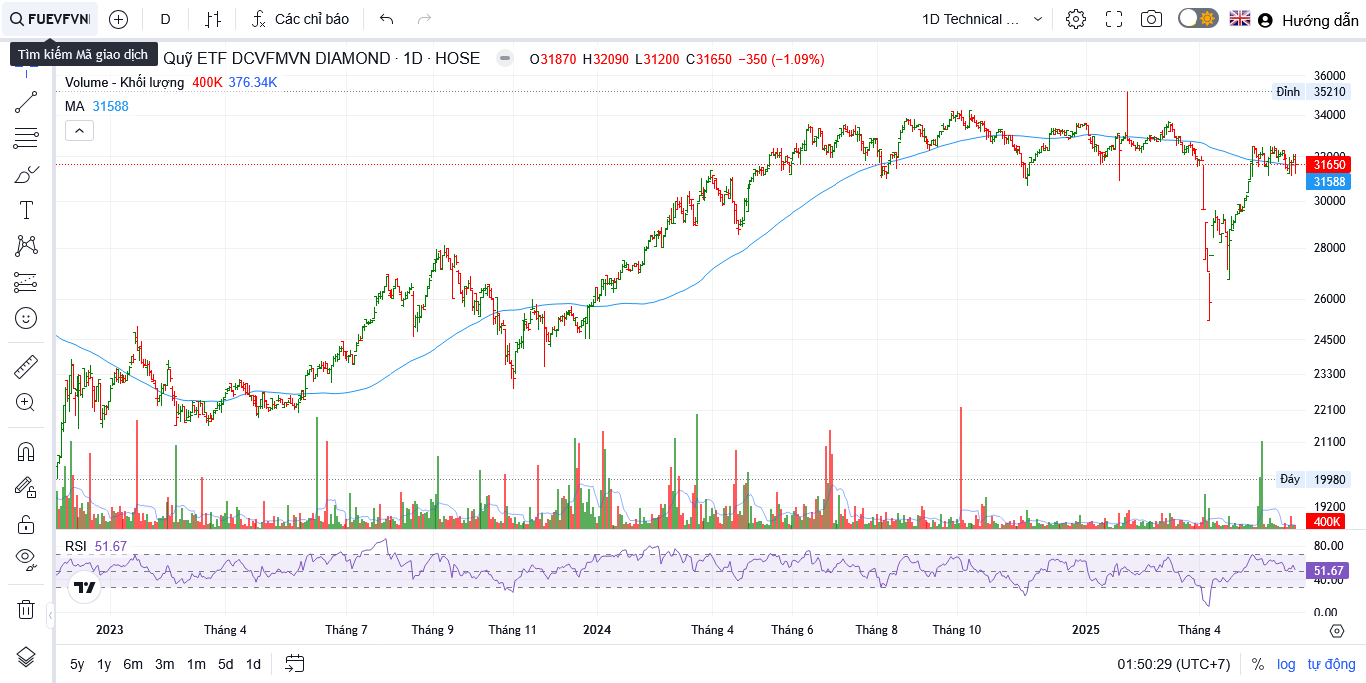 FUEVFVN
D
Các chỉ báo
1D Technical ...
Hướng dẫn
Tìm kiếm Mã giao dịch
Quỹ ETF DCVFMVN DIAMOND · 1D · HOSE
O31870 H32090 L31200 C31650 −350 (−1.09%)
Volume - Khối lượng 400K 376.34K
MA 31588
36000
Đỉnh 35210
34000
32000
31650
31588
30000
28000
26000
24500
23300
22100
21100
Đáy 19980
19200
400K
RSI 51.67
80.00
51.67
40.00
0.00
2023 Tháng 4 Tháng 7 Tháng 9 Tháng 11 2024 Tháng 4 Tháng 6 Tháng 8 Tháng 10 2025 Tháng 4
5y 1y 6m 3m 1m 5d 1d
01:50:29 (UTC+7) % log tự động